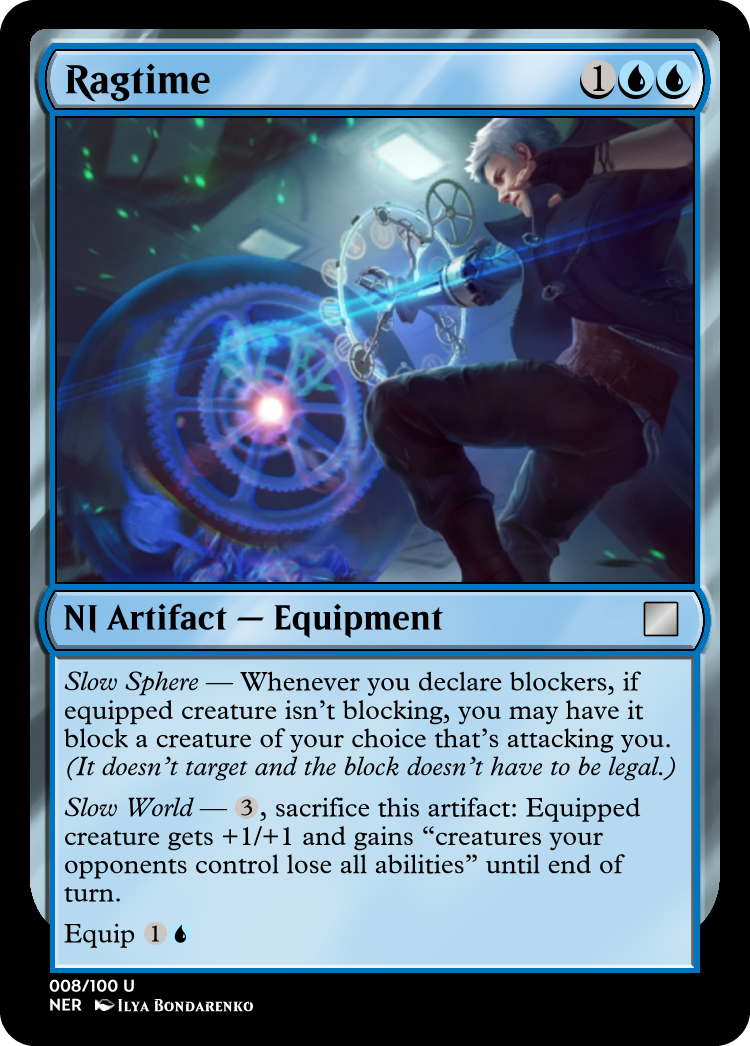 Ragtime 1
NI Artifact — Equipment
Slow Sphere — Whenever you declare blockers, if
equipped creature isn't blocking, you may have it
block a creature of your choice that's attacking you.
(It doesn't target and the block doesn't have to be legal.)
Slow World — 3, sacrifice this artifact: Equipped
creature gets +1/+1 and gains “creatures your
opponents control lose all abilities” until end of
turn.
Equip 1
008/100 U
NER Ilya Bondarenko